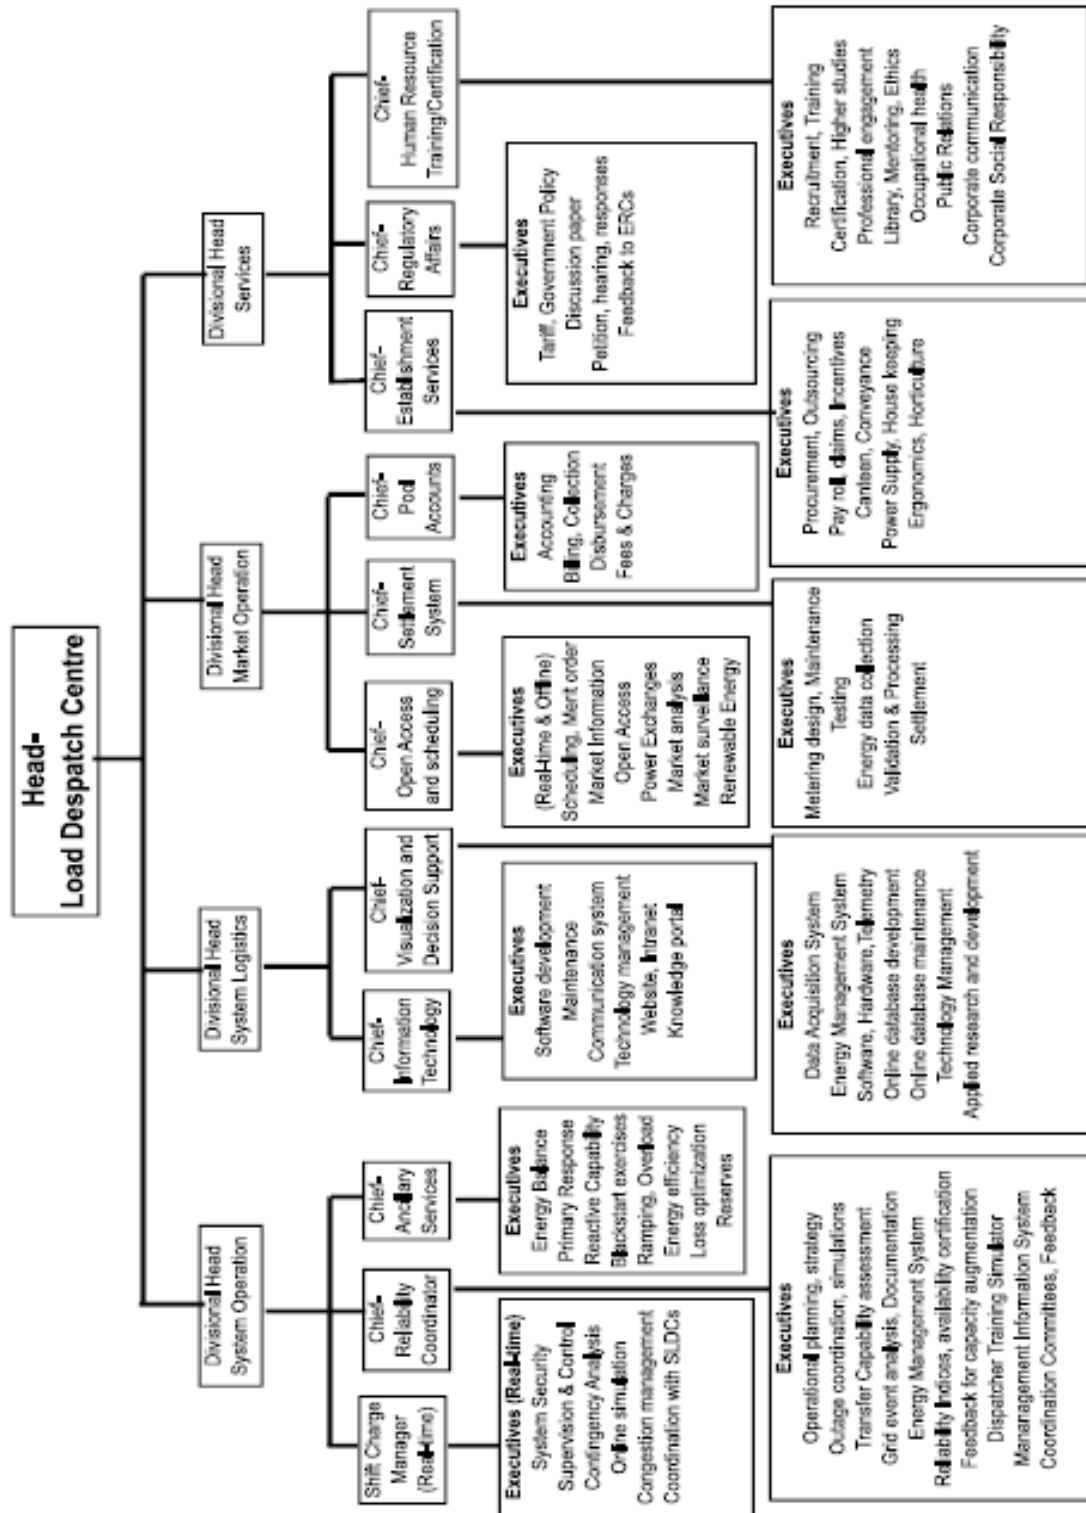 Head-
Load Despatch Centre
Divisional Head
System Operation
Divisional Head
System Logistics
Divisional Head
Market Operation
Divisional Head
Services
Shift Charge
Manager
(Real-time)
Chief-
Reliability
Coordinator
Chief-
Ancillary
Services
Chief-
Information
Technology
Chief-
Visualization and
Decision Support
Chief-
Open Access
and scheduling
Chief-
Settlement
System
Chief-
Pool
Accounts
Chief-
Establishment
Services
Chief-
Regulatory
Affairs
Chief-
Human Resource
Training/Certification
Executives (Real-time)
System Security
Supervision & Control
Contingency Analysis
Online simulation
Congestion management
Coordination with SLDCs
Executives
Energy Balance
Primary Response
Reactive Capability
Blackstart exercises
Ramping, Overload
Energy efficiency
Loss optimization
Reserves
Executives
Software development
Maintenance
Communication system
Technology management
Website, Intranet
Knowledge portal
Executives
(Real-time & Offline)
Scheduling, Merit order
Market Information
Open Access
Power Exchanges
Market analysis
Market surveillance
Renewable Energy
Executives
Accounting
Billing, Collection
Disbursement
Fees & Charges
Executives
Tariff, Government Policy
Discussion paper
Petition, hearing, responses
Feedback to ERCs
Executives
Operational planning, strategy
Outage coordination, simulations
Transfer Capability assessment
Grid event analysis, Documentation
Energy Management System
Reliability Indices, availability certification
Feedback for capacity augmentation
Dispatcher Training Simulator
Mananagement Information System
Coordination Committees, Feedback
Executives
Data Acquisition System
Energy Management System
Software, Hardware,Telemetry
Online database development
Online database maintenance
Technology Management
Applied research and development
Executives
Metering design, Maintenance
Testing
Energy data collection
Validation & Processing
Settlement
Executives
Procurement, Outsourcing
Pay roll, claims, Incentives
Canteen, Conveyance
Power Supply, House keeping
Ergonomics, Horticulture
Executives
Recruitment, Training
Certification, Higher studies
Professional engagement
Library, Mentoring, Ethics
Occupational health
Public Relations
Corporate communication
Corporate Social Responsibility